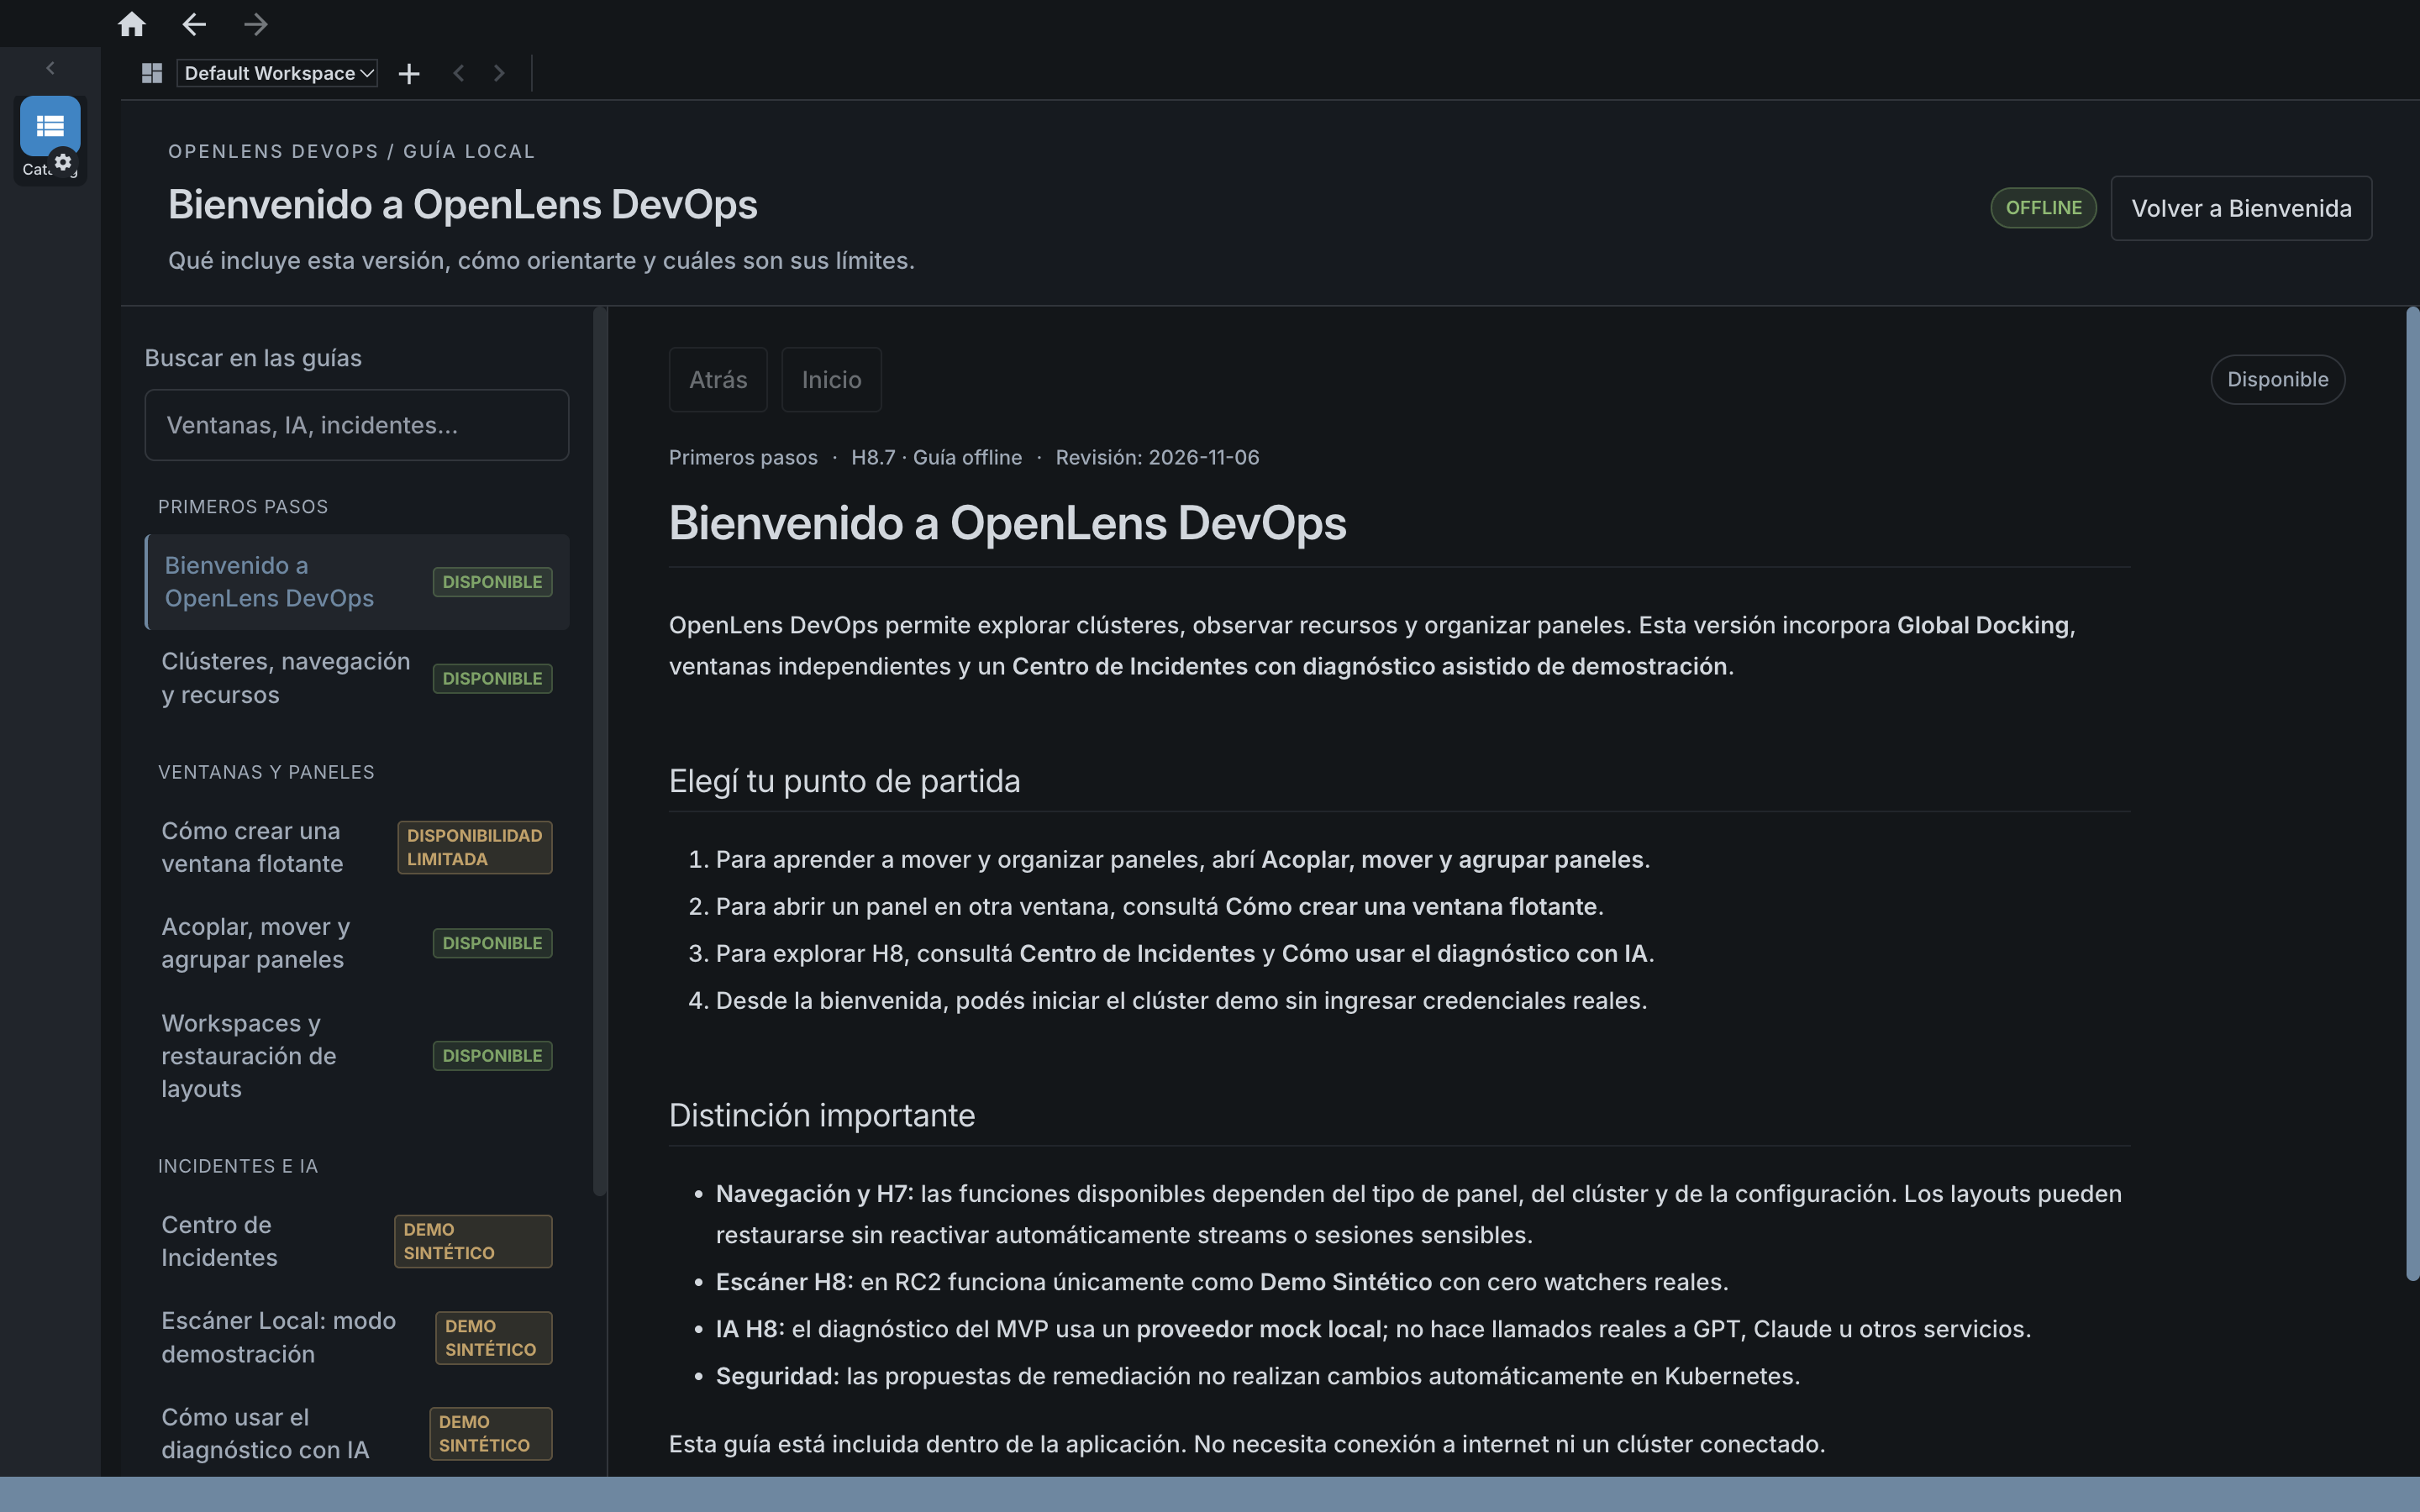 Default Workspace
OPENLENS DEVOPS / GUÍA LOCAL
Bienvenido a OpenLens DevOps
Qué incluye esta versión, cómo orientarte y cuáles son sus límites.
OFFLINE
Volver a Bienvenida
Buscar en las guías
Ventanas, IA, incidentes...
PRIMEROS PASOS
Bienvenido a
OpenLens DevOps
DISPONIBLE
Clústeres, navegación
y recursos
DISPONIBLE
VENTANAS Y PANELES
Cómo crear una
ventana flotante
DISPONIBILIDAD
LIMITADA
Acoplar, mover y
agrupar paneles
DISPONIBLE
Workspaces y
restauración de
layouts
DISPONIBLE
INCIDENTES E IA
Centro de
Incidentes
DEMO
SINTÉTICO
Escáner Local: modo
demostración
DEMO
SINTÉTICO
Cómo usar el
diagnóstico con IA
DEMO
SINTÉTICO
Atrás
Inicio
Disponible
Primeros pasos · H8.7 · Guía offline · Revisión: 2026-11-06
Bienvenido a OpenLens DevOps
OpenLens DevOps permite explorar clústeres, observar recursos y organizar paneles. Esta versión incorpora Global Docking,
ventanas independientes y un Centro de Incidentes con diagnóstico asistido de demostración.
Elegí tu punto de partida
1. Para aprender a mover y organizar paneles, abrí Acoplar, mover y agrupar paneles.
2. Para abrir un panel en otra ventana, consultá Cómo crear una ventana flotante.
3. Para explorar H8, consultá Centro de Incidentes y Cómo usar el diagnóstico con IA.
4. Desde la bienvenida, podés iniciar el clúster demo sin ingresar credenciales reales.
Distinción importante
• Navegación y H7: las funciones disponibles dependen del tipo de panel, del clúster y de la configuración. Los layouts pueden
restaurarse sin reactivar automáticamente streams o sesiones sensibles.
• Escáner H8: en RC2 funciona únicamente como Demo Sintético con cero watchers reales.
• IA H8: el diagnóstico del MVP usa un proveedor mock local; no hace llamados reales a GPT, Claude u otros servicios.
• Seguridad: las propuestas de remediación no realizan cambios automáticamente en Kubernetes.
Esta guía está incluida dentro de la aplicación. No necesita conexión a internet ni un clúster conectado.